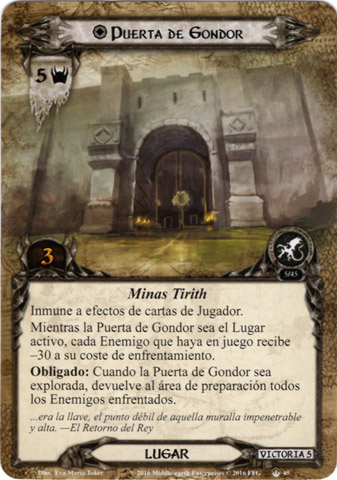 Puerta de Gondor
5
3
5/45
Minas Tirith
Inmune a efectos de cartas de Jugador.
Mientras la Puerta de Gondor sea el Lugar
activo, cada Enemigo que haya en juego recibe
–30 a su coste de enfrentamiento.
Obligado: Cuando la Puerta de Gondor sea
explorada, devuelve al área de preparación todos
los Enemigos enfrentados.
...era la llave, el punto débil de aquella muralla impenetrable
y alta. —El Retorno del Rey
LUGAR
VICTORIA 5
Ilus. Eva Maria Toker
©2016 Middle-earth Enterprises ©2016 FFG
45